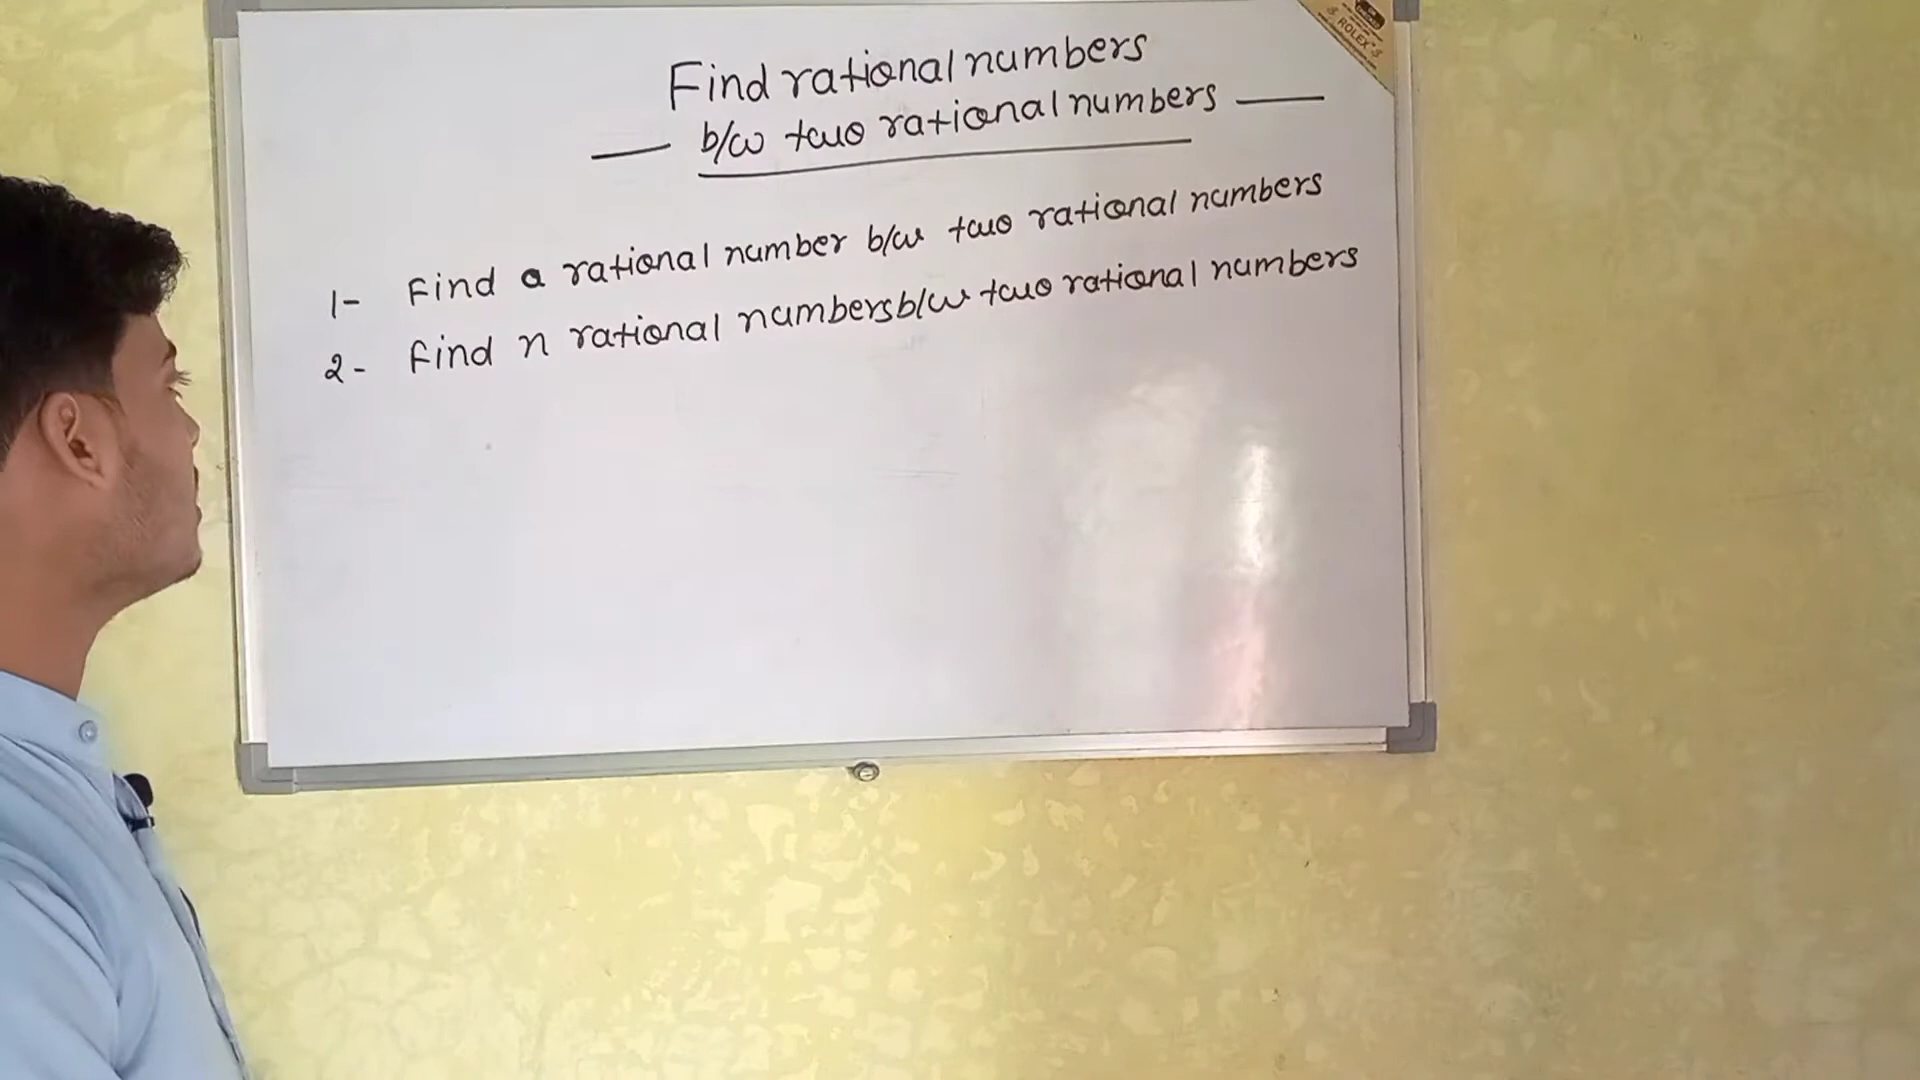 Find rational numbers
b/w two rational numbers
1- Find a rational number b/w two rational numbers
2- Find n rational numbers b/w two rational numbers
ROLEX